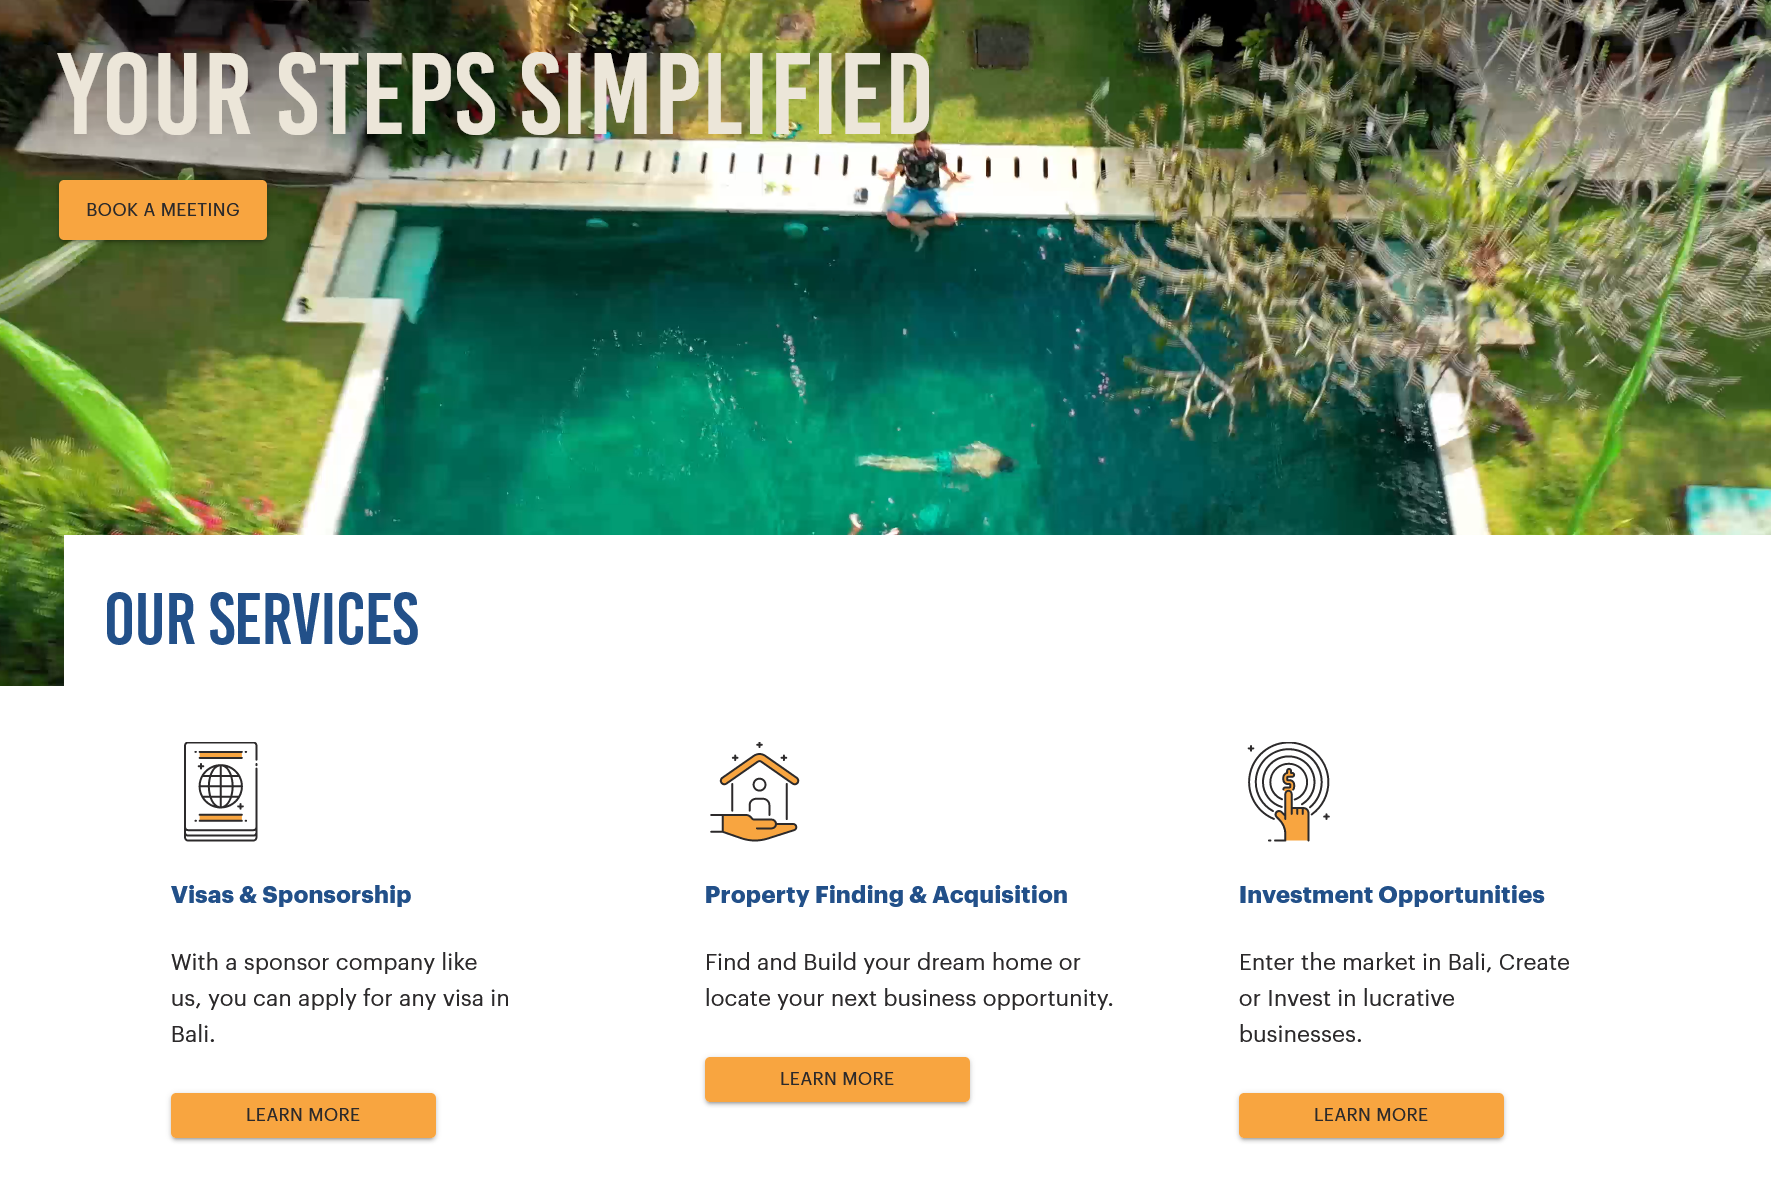 YOUR STEPS SIMPLIFIED
BOOK A MEETING
OUR SERVICES
$
Visas & Sponsorship
With a sponsor company like
us, you can apply for any visa in
Bali.
LEARN MORE
Property Finding & Acquisition
Find and Build your dream home or
locate your next business opportunity.
LEARN MORE
Investment Opportunities
Enter the market in Bali, Create
or Invest in lucrative
businesses.
LEARN MORE